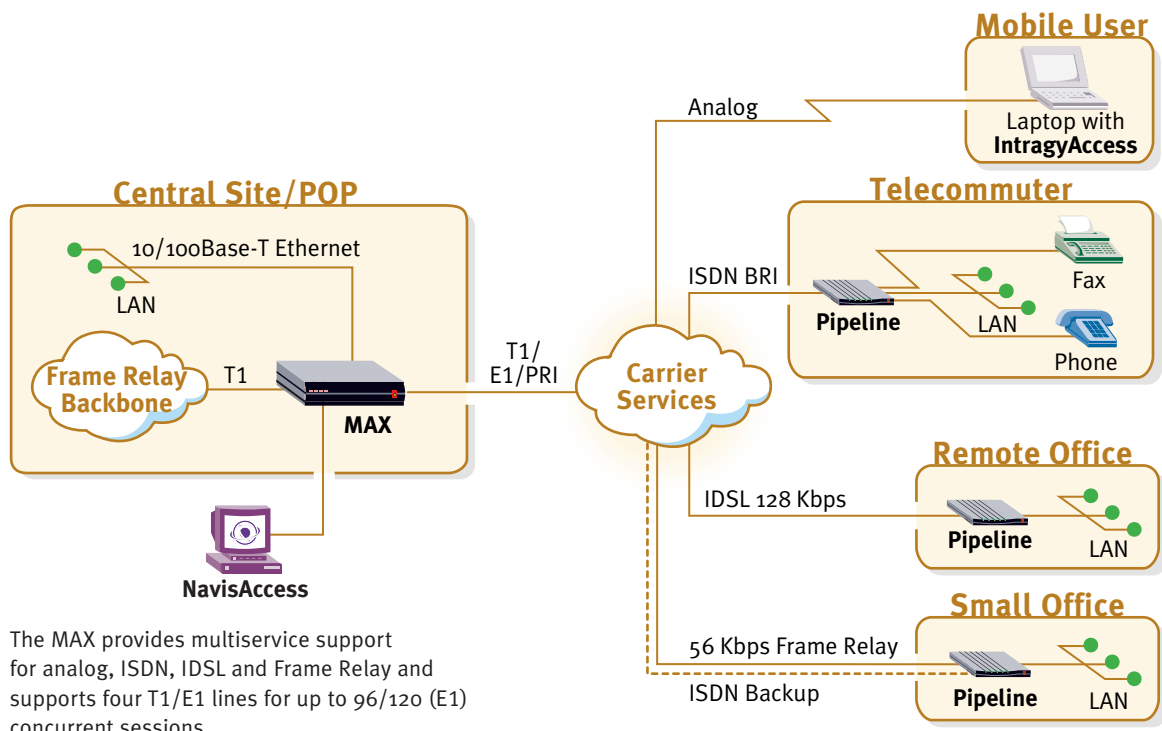 Mobile User
Analog
Laptop with
IntragyAccess
Central Site/POP
10/100Base-T Ethernet
LAN
Frame Relay
Backbone
T1
MAX
T1/
E1/PRI
Carrier
Services
NavisAccess
Telecommuter
ISDN BRI
Pipeline
LAN
Fax
Phone
Remote Office
IDSL 128 Kbps
Pipeline
LAN
Small Office
56 Kbps Frame Relay
ISDN Backup
Pipeline
LAN
The MAX provides multiservice support
for analog, ISDN, IDSL and Frame Relay and
supports four T1/E1 lines for up to 96/120 (E1)
concurrent sessions